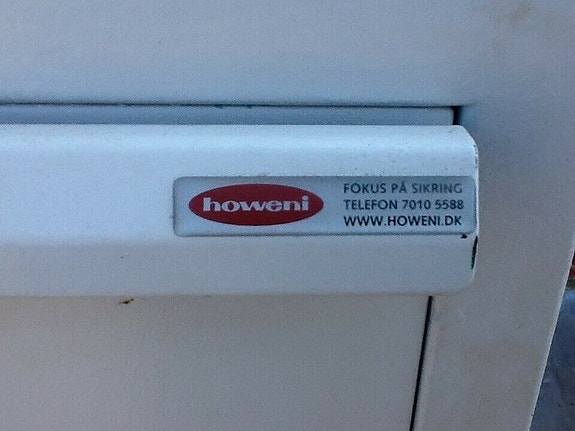 howeni
FOKUS PÅ SIKRING
TELEFON 7010 5588
WWW.HOWENI.DK